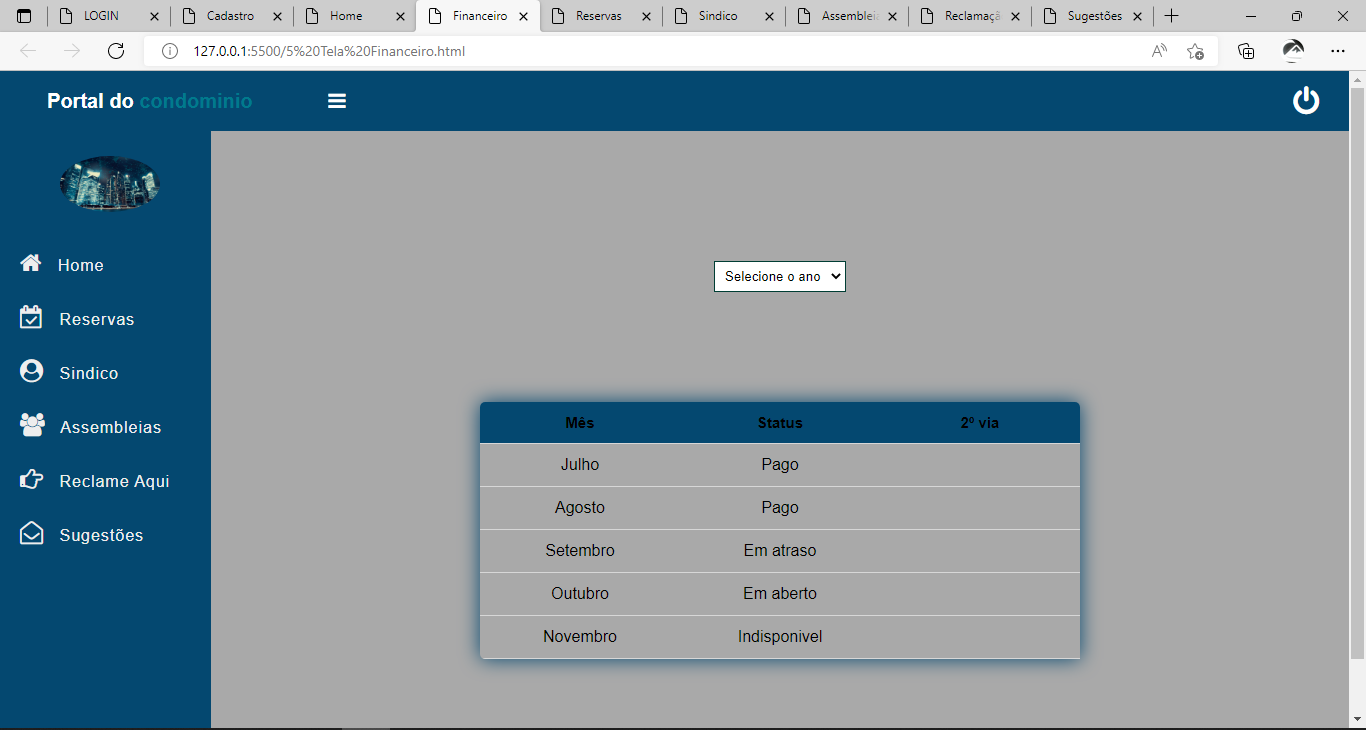 LOGIN Cadastro Home Financeiro Reservas Sindico Assembleia Reclamaçã Sugestões
127.0.0.1:5500/5%20Tela%20Financeiro.html
Portal do condominio
Home
Reservas
Sindico
Assembleias
Reclame Aqui
Sugestões
Selecione o ano
Mês Status 2º via
Julho Pago
Agosto Pago
Setembro Em atraso
Outubro Em aberto
Novembro Indisponivel